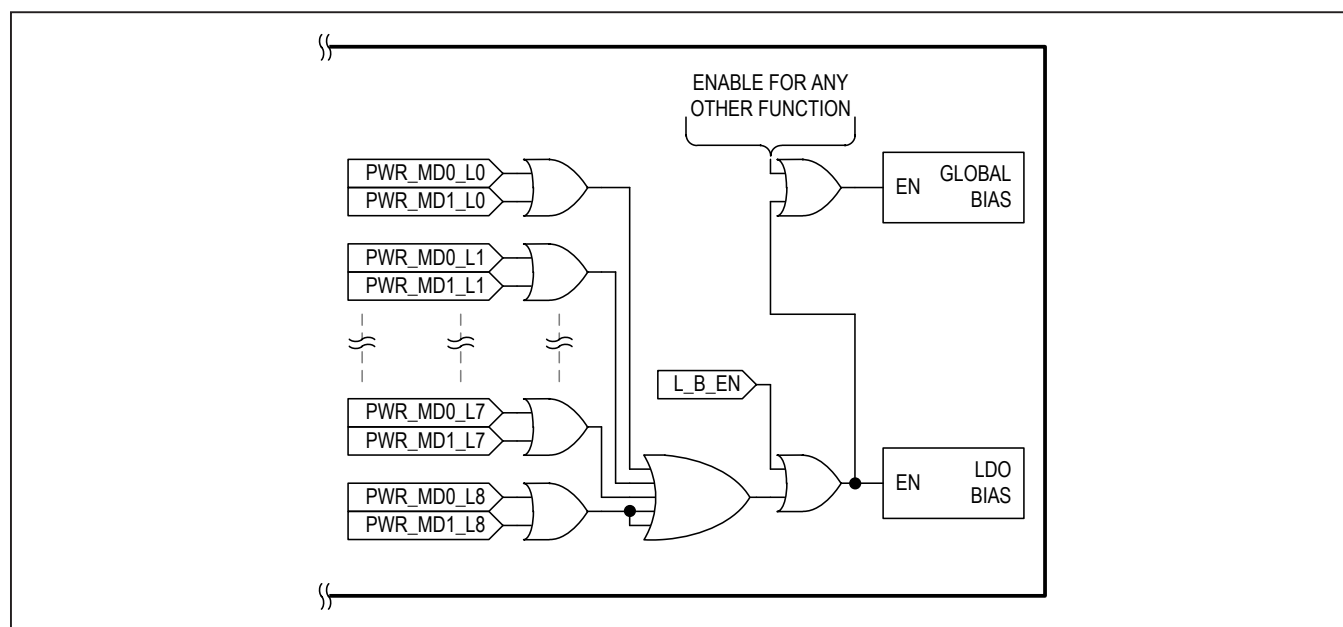 ENABLE FOR ANY
OTHER FUNCTION
PWR_MD0_L0
PWR_MD1_L0
EN
GLOBAL
BIAS
PWR_MD0_L1
PWR_MD1_L1
L_B_EN
PWR_MD0_L7
PWR_MD1_L7
EN
LDO
BIAS
PWR_MD0_L8
PWR_MD1_L8